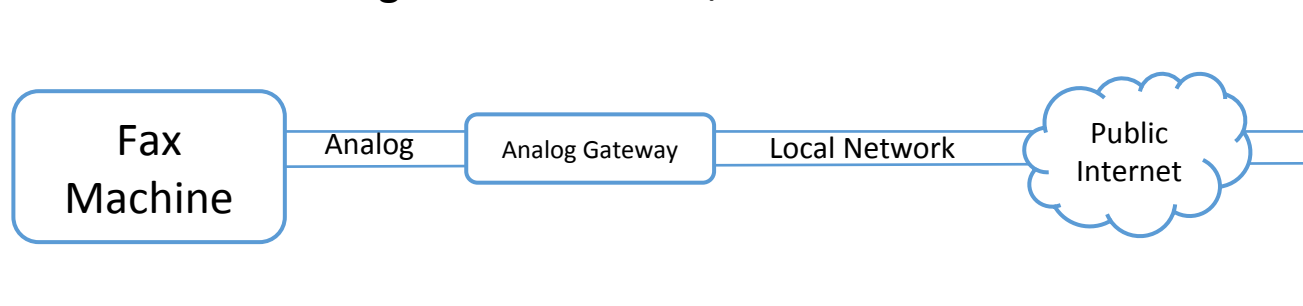 Fax
Machine
Analog
Analog Gateway
Local Network
Public
Internet